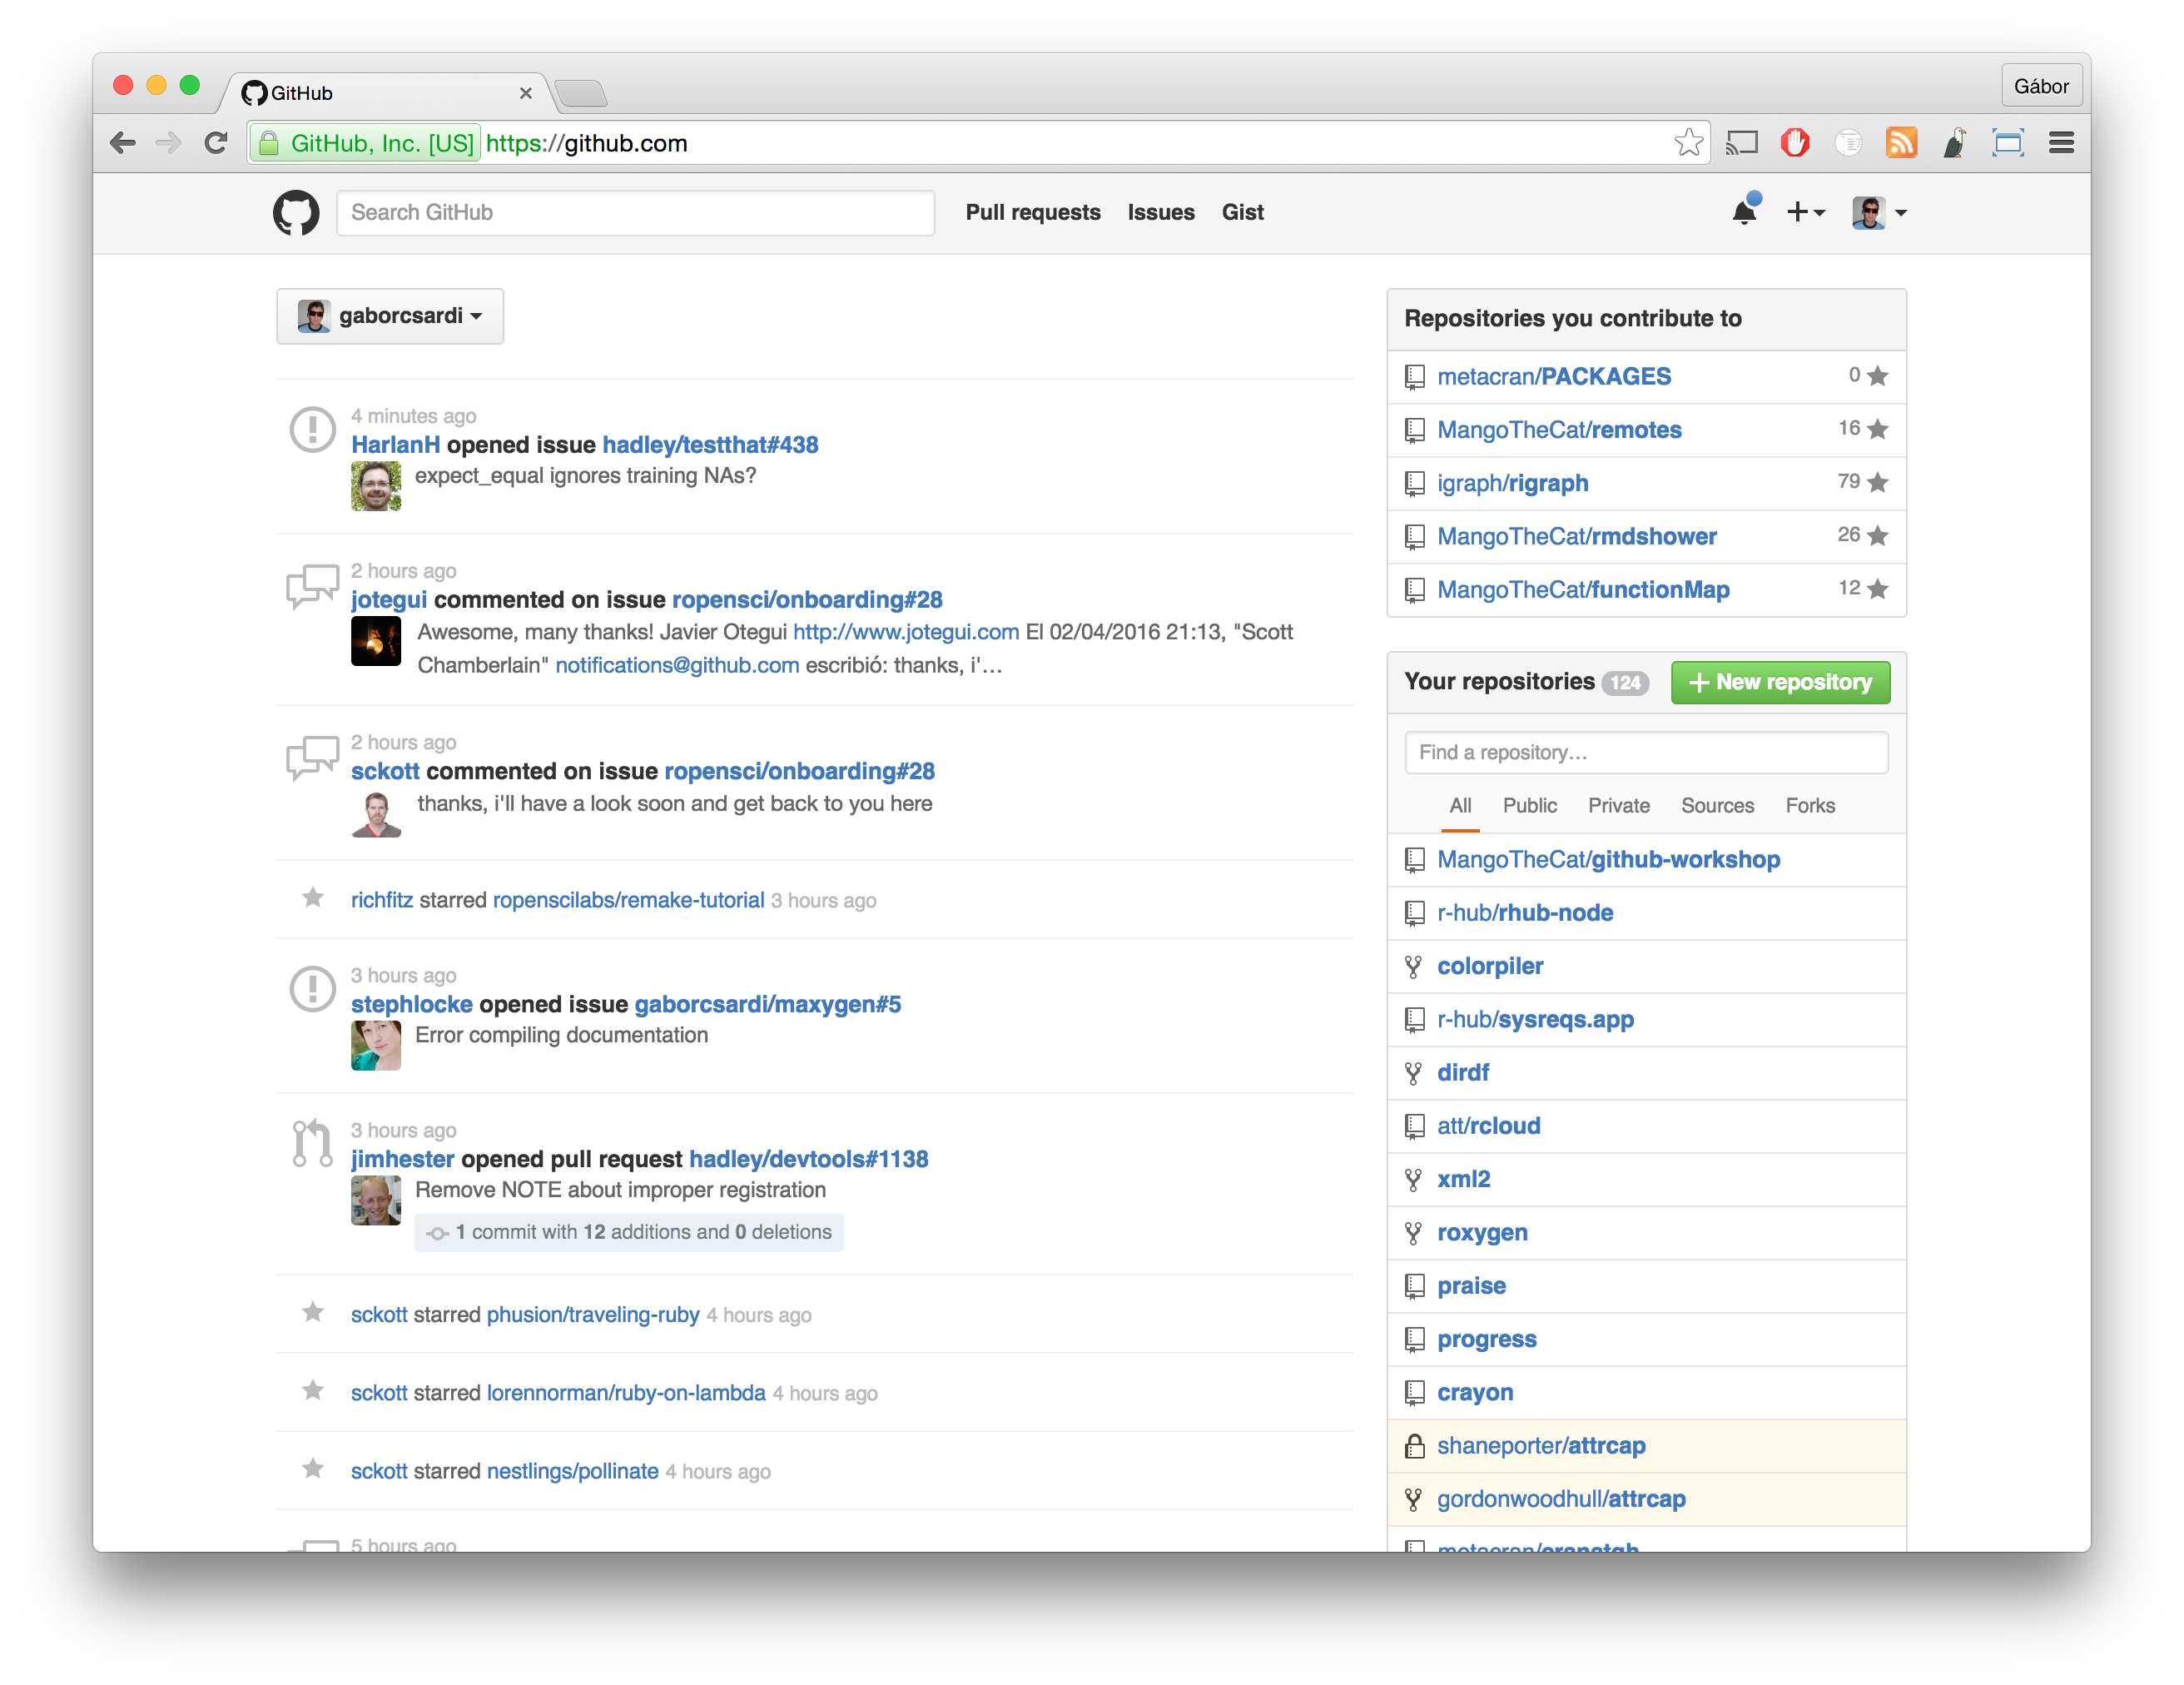 GitHub
Gábor
GitHub, Inc. [US] https://github.com
Search GitHub
Pull requests Issues Gist
gaborcsardi
4 minutes ago
HarlanH opened issue hadley/testthat#438
expect_equal ignores training NAs?
2 hours ago
jotegui commented on issue ropensci/onboarding#28
Awesome, many thanks! Javier Otegui http://www.jotegui.com El 02/04/2016 21:13, "Scott
Chamberlain" notifications@github.com escribió: thanks, i'…
2 hours ago
sckott commented on issue ropensci/onboarding#28
thanks, i'll have a look soon and get back to you here
richfitz starred ropenscilabs/remake-tutorial 3 hours ago
3 hours ago
stephlocke opened issue gaborcsardi/maxygen#5
Error compiling documentation
3 hours ago
jimhester opened pull request hadley/devtools#1138
Remove NOTE about improper registration
1 commit with 12 additions and 0 deletions
sckott starred phusion/traveling-ruby 4 hours ago
sckott starred lorennorman/ruby-on-lambda 4 hours ago
sckott starred nestlings/pollinate 4 hours ago
5 hours ago
Repositories you contribute to
metacran/PACKAGES 0
MangoTheCat/remotes 16
igraph/rigraph 79
MangoTheCat/rmdshower 26
MangoTheCat/functionMap 12
Your repositories 124 New repository
Find a repository…
All Public Private Sources Forks
MangoTheCat/github-workshop
r-hub/rhub-node
colorpiler
r-hub/sysreqs.app
dirdf
att/rcloud
xml2
roxygen
praise
progress
crayon
shaneporter/attrcap
gordonwoodhull/attrcap
metacran/cranatgh